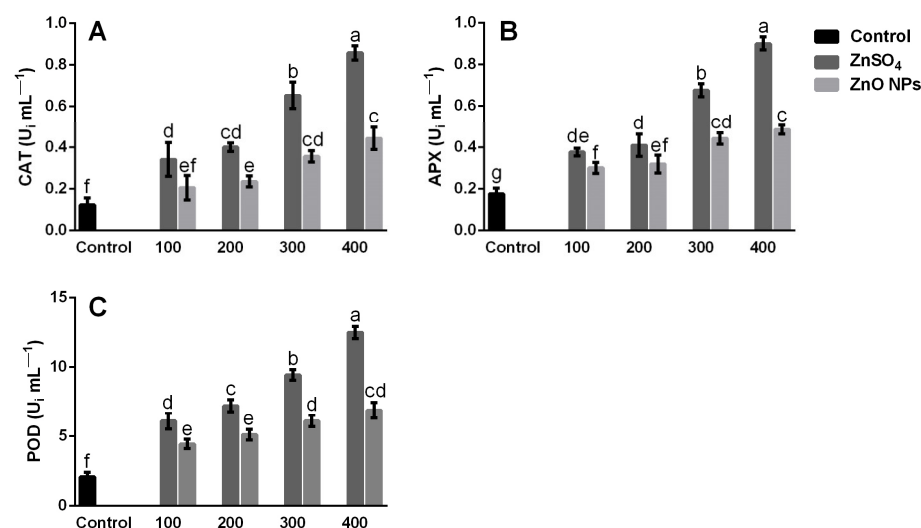 A
CAT (Uᵢ mL⁻¹)
1.0
0.8
0.6
0.4
0.2
0.0
f
d
ef
cd
e
b
cd
a
c
Control
100
200
300
400
B
APX (Uᵢ mL⁻¹)
1.0
0.8
0.6
0.4
0.2
0.0
g
de
f
d
ef
b
cd
a
c
Control
100
200
300
400
Control
ZnSO₄
ZnO NPs
C
POD (Uᵢ mL⁻¹)
15
10
5
0
f
d
e
c
e
b
d
a
cd
Control
100
200
300
400